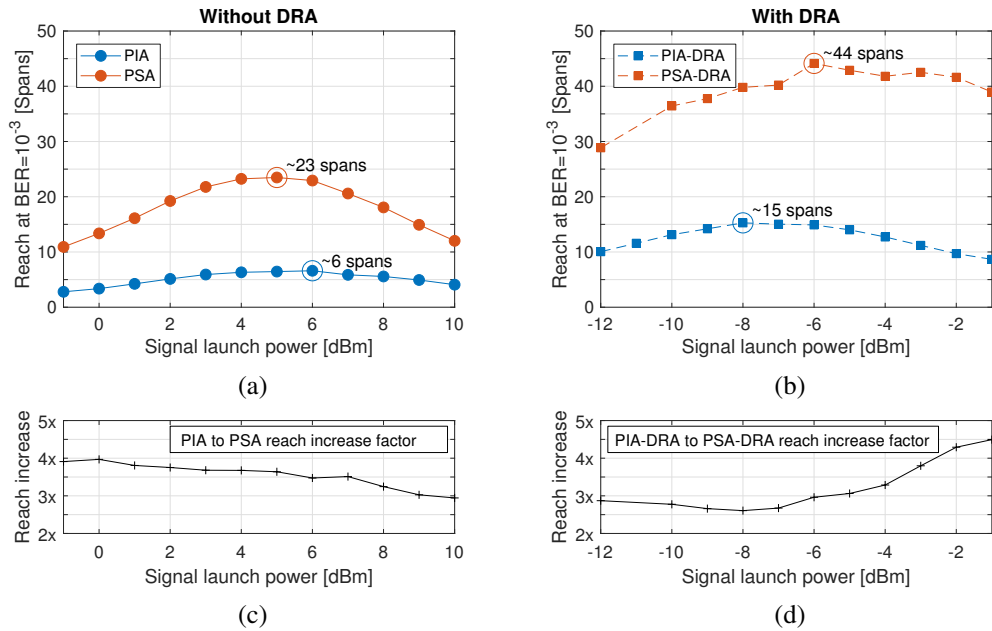 Without DRA
50
40
30
20
10
0
Reach at BER=10^-3 [Spans]
PIA
PSA
~23 spans
~6 spans
0 2 4 6 8 10
Signal launch power [dBm]
(a)
With DRA
50
40
30
20
10
0
Reach at BER=10^-3 [Spans]
PIA-DRA
PSA-DRA
~44 spans
~15 spans
-12 -10 -8 -6 -4 -2
Signal launch power [dBm]
(b)
5x
4x
3x
2x
Reach increase
PIA to PSA reach increase factor
0 2 4 6 8 10
Signal launch power [dBm]
(c)
5x
4x
3x
2x
Reach increase
PIA-DRA to PSA-DRA reach increase factor
-12 -10 -8 -6 -4 -2
Signal launch power [dBm]
(d)